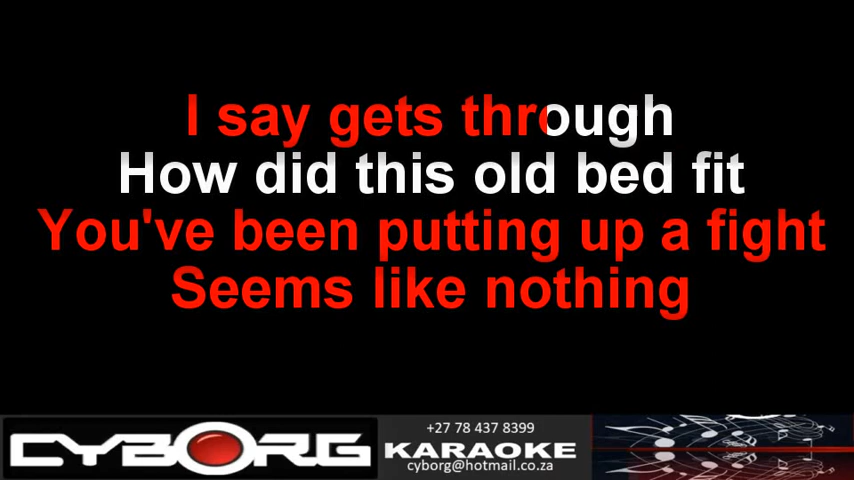 I say gets through
How did this old bed fit
You've been putting up a fight
Seems like nothing
CYBORG
+27 78 437 8399
KARAOKE
cyborg@hotmail.co.za